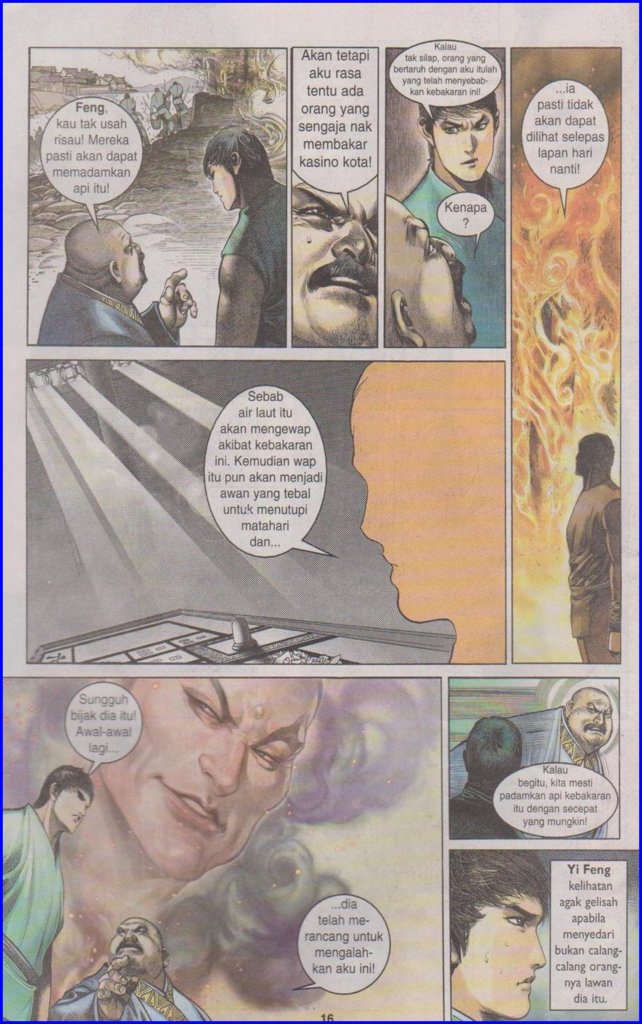 Feng,
kau tak usah
risau! Mereka
pasti akan dapat
memadamkan
api itu!
Akan tetapi
aku rasa
tentu ada
orang yang
sengaja nak
membakar
kasino kota!
Kalau
tak silap, orang yang
bertaruh dengan aku itulah
yang telah menyebab-
kan kebakaran ini!
Kenapa
?
Sebab
air laut itu
akan mengewap
akibat kebakaran
ini. Kemudian wap
itu pun akan menjadi
awan yang tebal
untuk menutupi
matahari
dan...
...ia
pasti tidak
akan dapat
dilihat selepas
lapan hari
nanti!
Sungguh
bijak dia itu!
Awal-awal
lagi...
...dia
telah me-
rancang untuk
mengalah-
kan aku ini!
Kalau
begitu, kita mesti
padamkan api kebakaran
itu dengan secepat
yang mungkin!
Yi Feng
kelihatan
agak gelisah
apabila
menyedari
bukan calang-
calang orang-
nya lawan
dia itu.
16